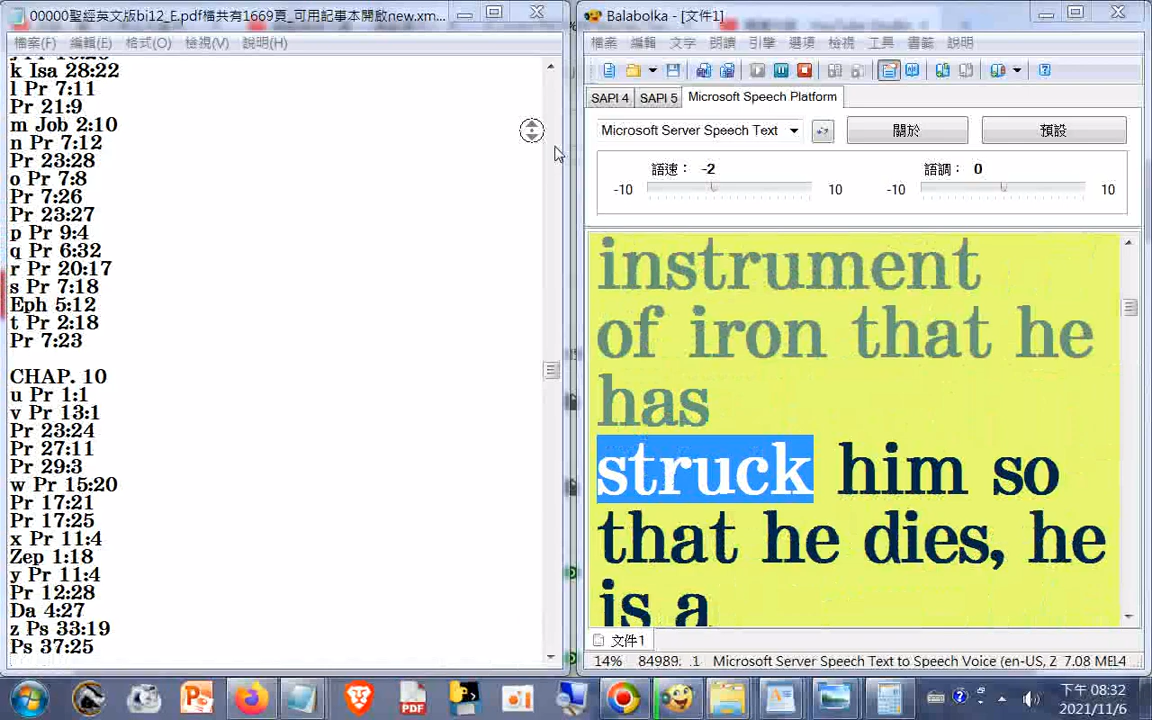 00000聖經英文版bi12_E.pdf檔共有1669頁_可用記事本開啟new.xm...
檔案(F) 編輯(E) 格式(O) 檢視(V) 說明(H)
k Isa 28:22
l Pr 7:11
Pr 21:9
m Job 2:10
n Pr 7:12
Pr 23:28
o Pr 7:8
Pr 7:26
Pr 23:27
p Pr 9:4
q Pr 6:32
r Pr 20:17
s Pr 7:18
Eph 5:12
t Pr 2:18
Pr 7:23
CHAP. 10
u Pr 1:1
v Pr 13:1
Pr 23:24
Pr 27:11
Pr 29:3
w Pr 15:20
Pr 17:21
Pr 17:25
x Pr 11:4
Zep 1:18
y Pr 11:4
Pr 12:28
Da 4:27
z Ps 33:19
Ps 37:25
Balabolka - [文件1]
檔案 編輯 文字 朗讀 引擎 選項 檢視 工具 書籤 說明
SAPI 4 SAPI 5 Microsoft Speech Platform
Microsoft Server Speech Text 關於 預設
語速： -2 語調： 0
-10 10 -10 10
instrument
of iron that he
has
struck him so
that he dies, he
is a
文件1
14% 84989. .1 Microsoft Server Speech Text to Speech Voice (en-US, Z 7.08 ME14
PDF
下午 08:32
2021/11/6